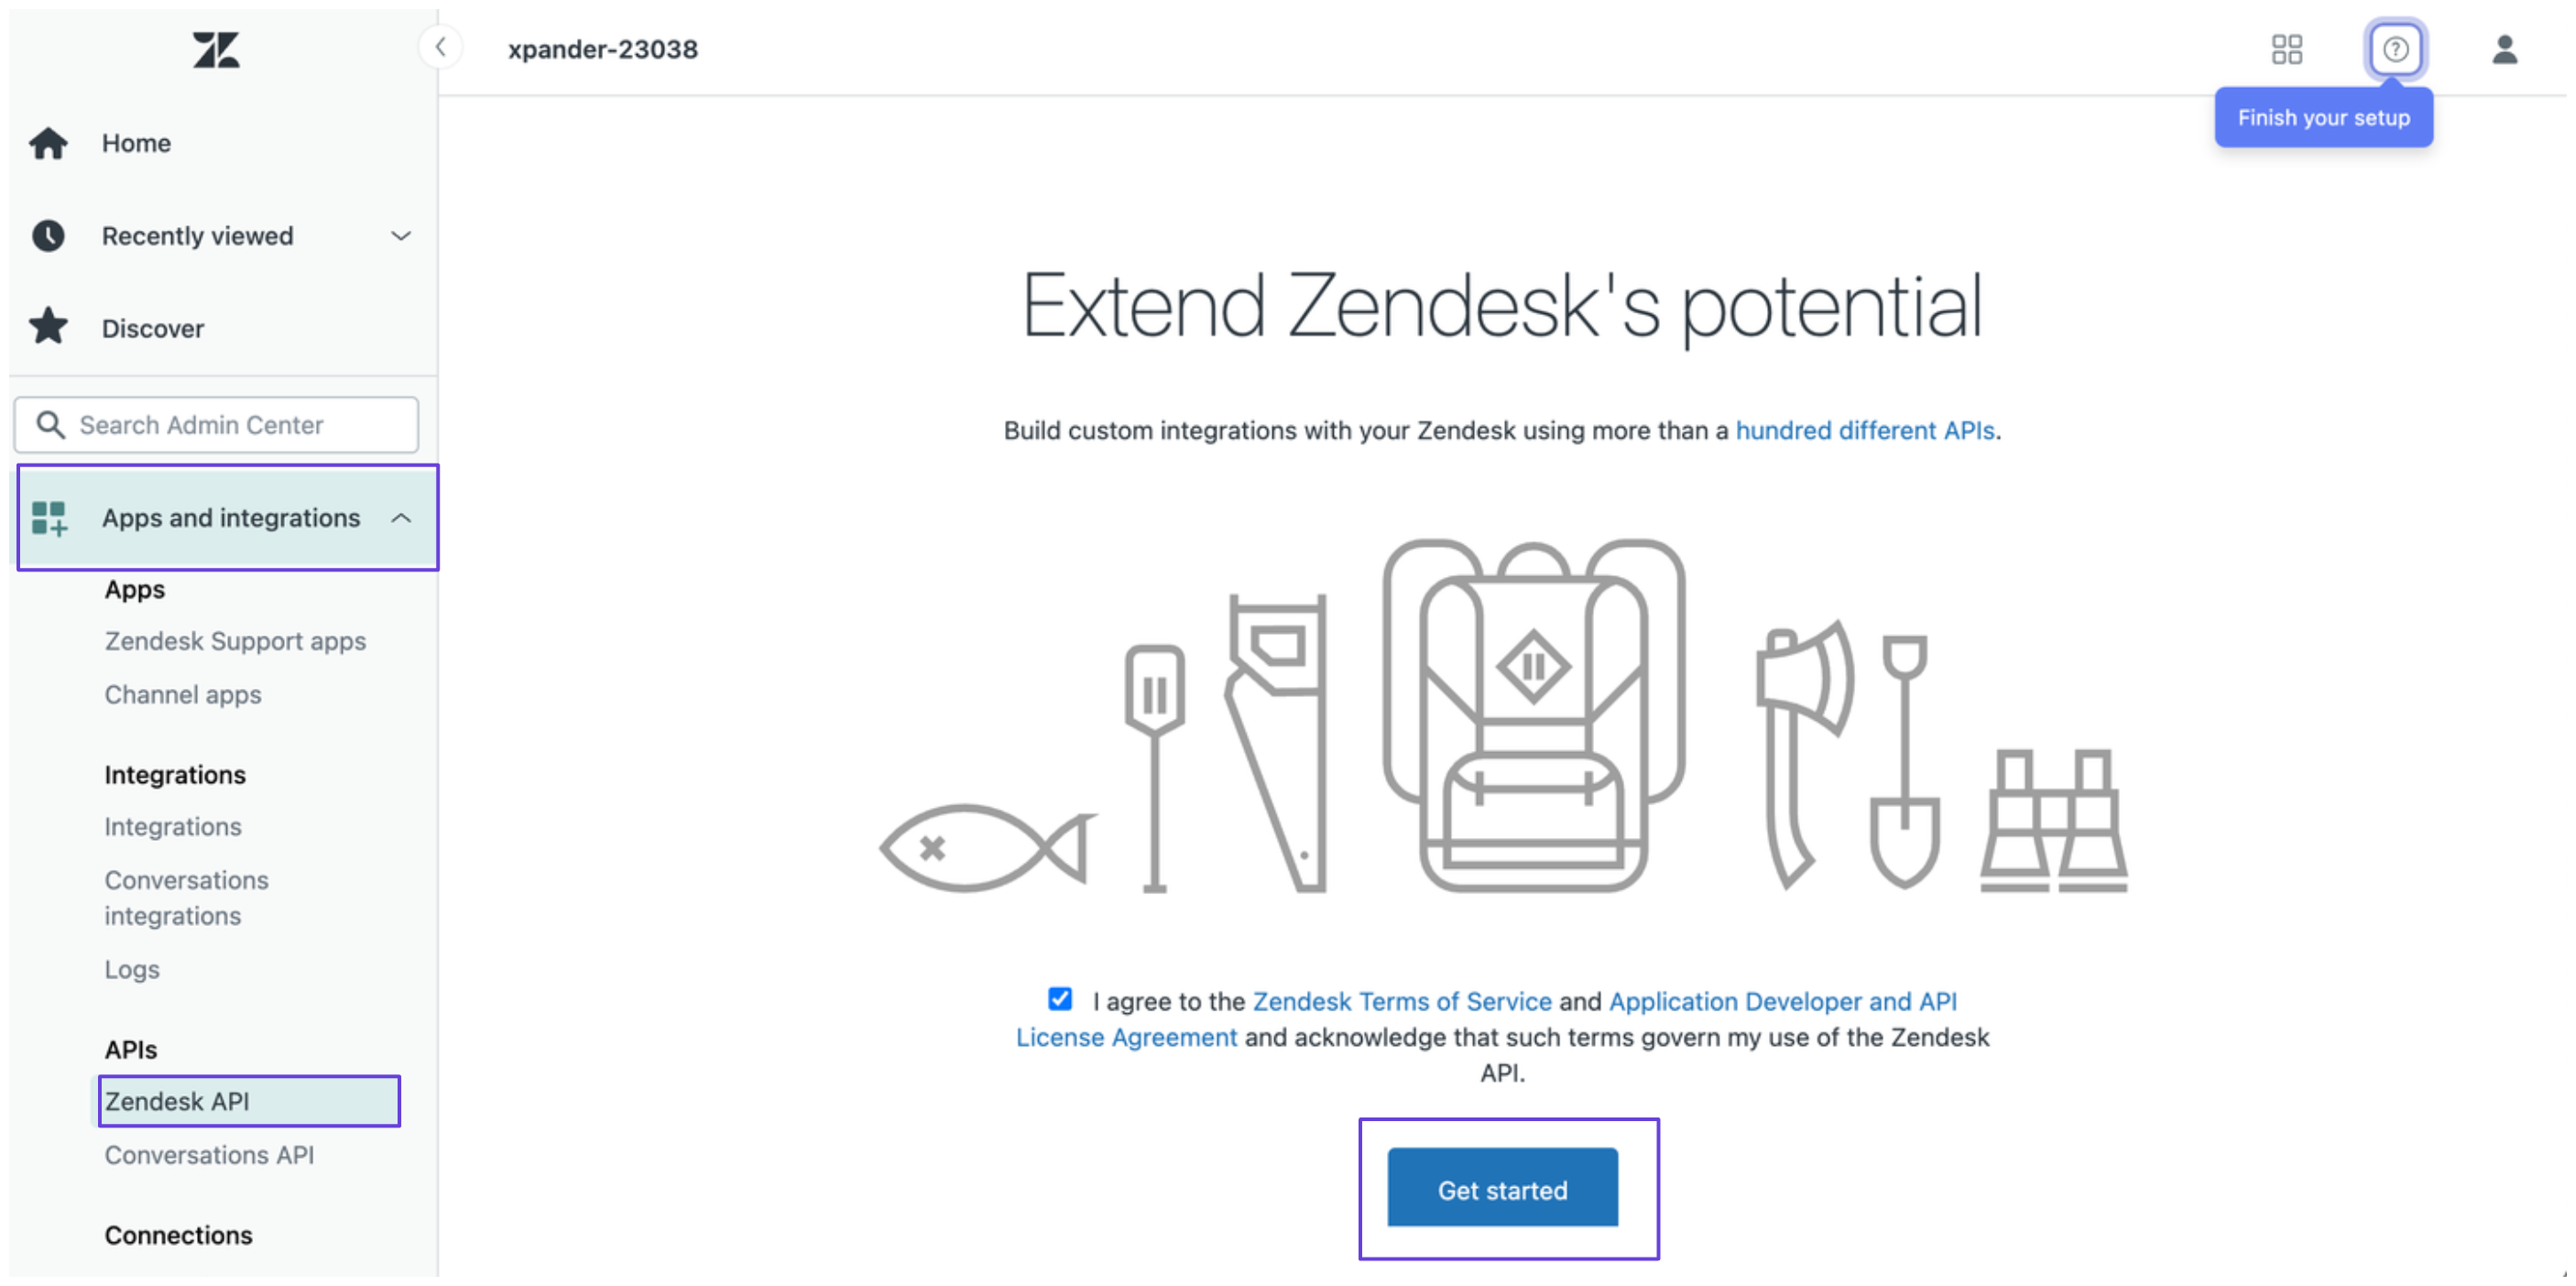 xpander-23038
Finish your setup
Home
Recently viewed
Discover
Search Admin Center
Apps and integrations
Apps
Zendesk Support apps
Channel apps
Integrations
Integrations
Conversations
integrations
Logs
APIs
Zendesk API
Conversations API
Connections
Extend Zendesk's potential
Build custom integrations with your Zendesk using more than a hundred different APIs.
I agree to the Zendesk Terms of Service and Application Developer and API
License Agreement and acknowledge that such terms govern my use of the Zendesk
API.
Get started